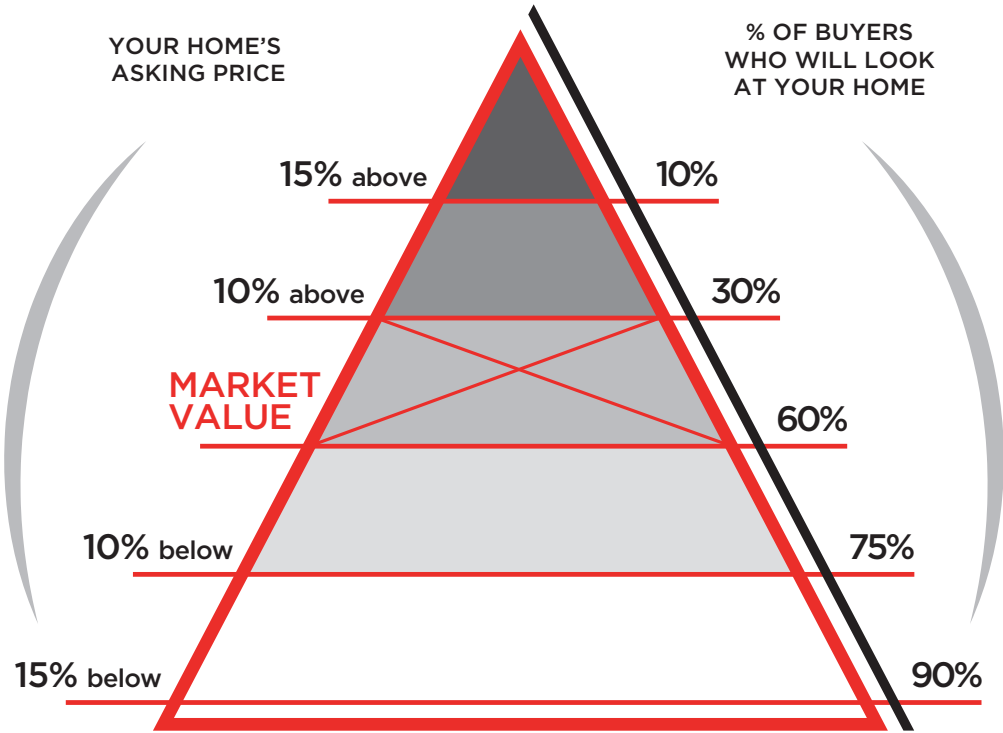 YOUR HOME'S
ASKING PRICE
% OF BUYERS
WHO WILL LOOK
AT YOUR HOME
15% above
10%
10% above
30%
MARKET
VALUE
60%
10% below
75%
15% below
90%